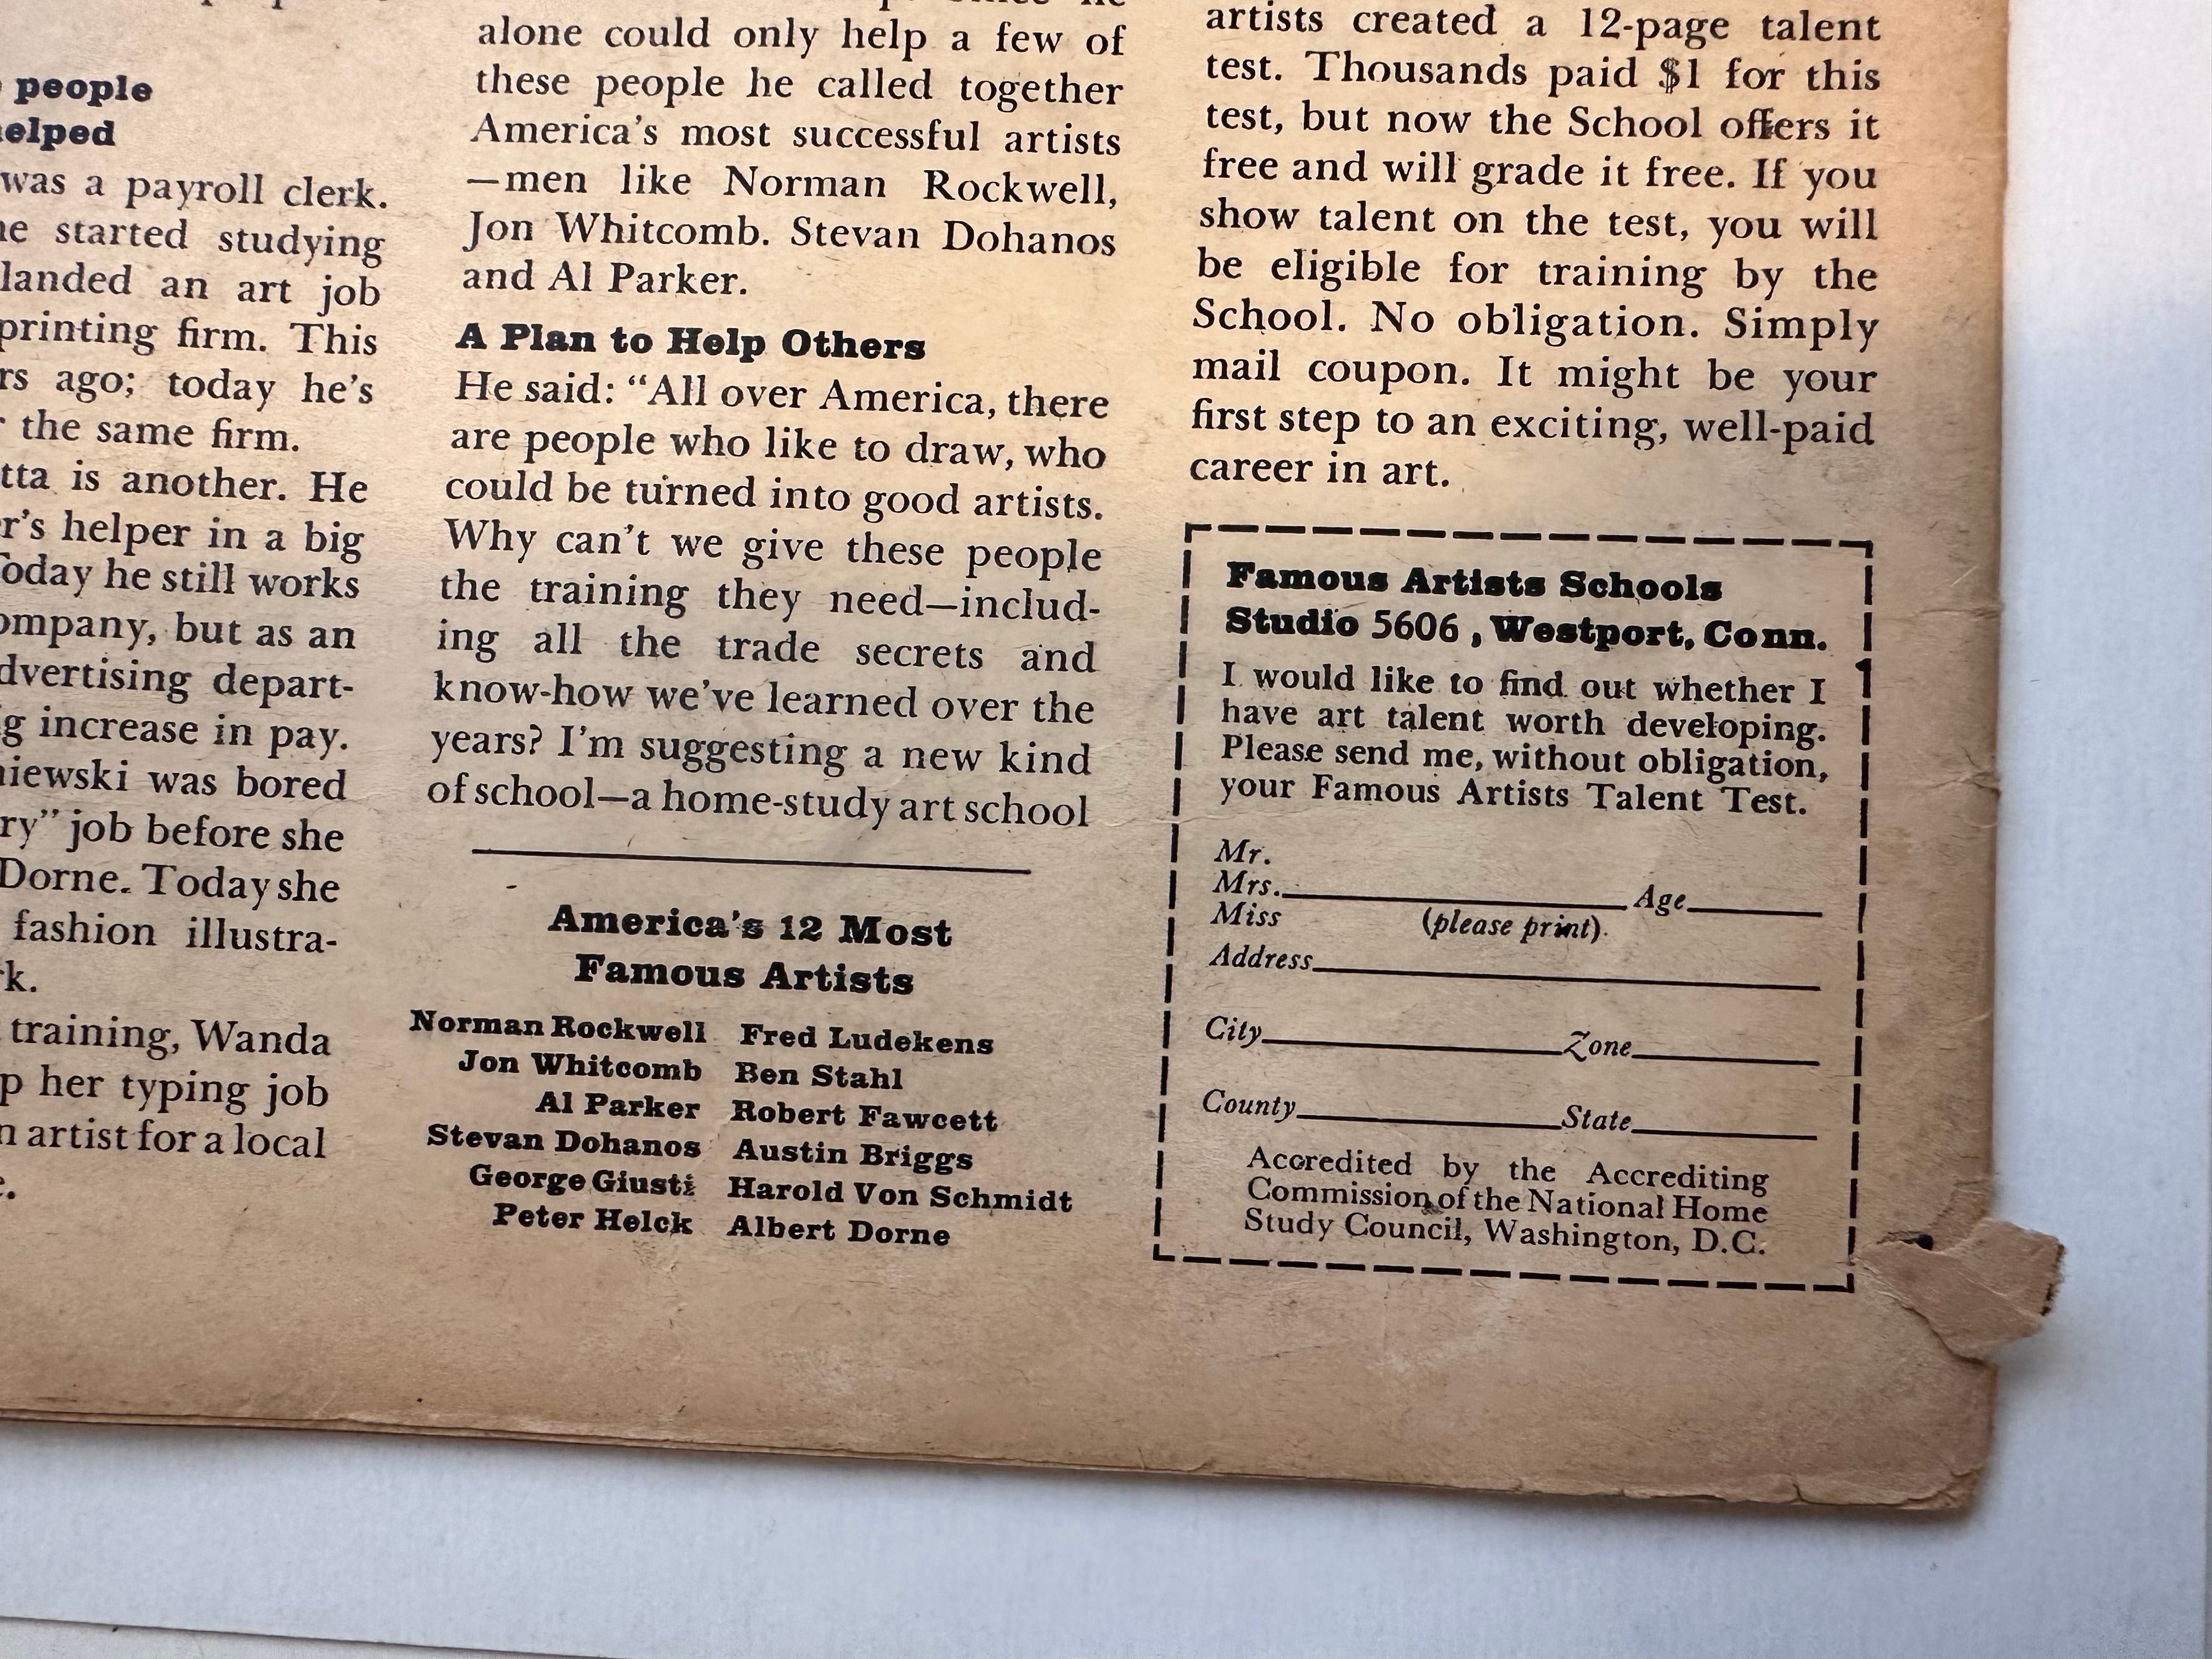 people
helped
was a payroll clerk.
he started studying
landed an art job
printing firm. This
ago; today he's
the same firm.
is another. He
helper in a big
Today he still works
company, but as an
advertising depart-
increase in pay.
was bored
job before she
Dorne. Today she
fashion illustra-
training, Wanda
her typing job
artist for a local
alone could only help a few of
these people he called together
America's most successful artists
—men like Norman Rockwell,
Jon Whitcomb. Stevan Dohanos
and Al Parker.
A Plan to Help Others
He said: “All over America, there
are people who like to draw, who
could be turned into good artists.
Why can't we give these people
the training they need—includ-
ing all the trade secrets and
know-how we've learned over the
years? I'm suggesting a new kind
of school—a home-study art school
America's 12 Most
Famous Artists
Norman Rockwell Fred Ludekens
Jon Whitcomb Ben Stahl
Al Parker Robert Fawcett
Stevan Dohanos Austin Briggs
George Giusti Harold Von Schmidt
Peter Helck Albert Dorne
artists created a 12-page talent
test. Thousands paid $1 for this
test, but now the School offers it
free and will grade it free. If you
show talent on the test, you will
be eligible for training by the
School. No obligation. Simply
mail coupon. It might be your
first step to an exciting, well-paid
career in art.
Famous Artists Schools
Studio 5606, Westport, Conn.
I would like to find out whether I
have art talent worth developing.
Please send me, without obligation,
your Famous Artists Talent Test.
Mr.
Mrs. Age
Miss (please print)
Address
City Zone
County State
Accredited by the Accrediting
Commission of the National Home
Study Council, Washington, D.C.